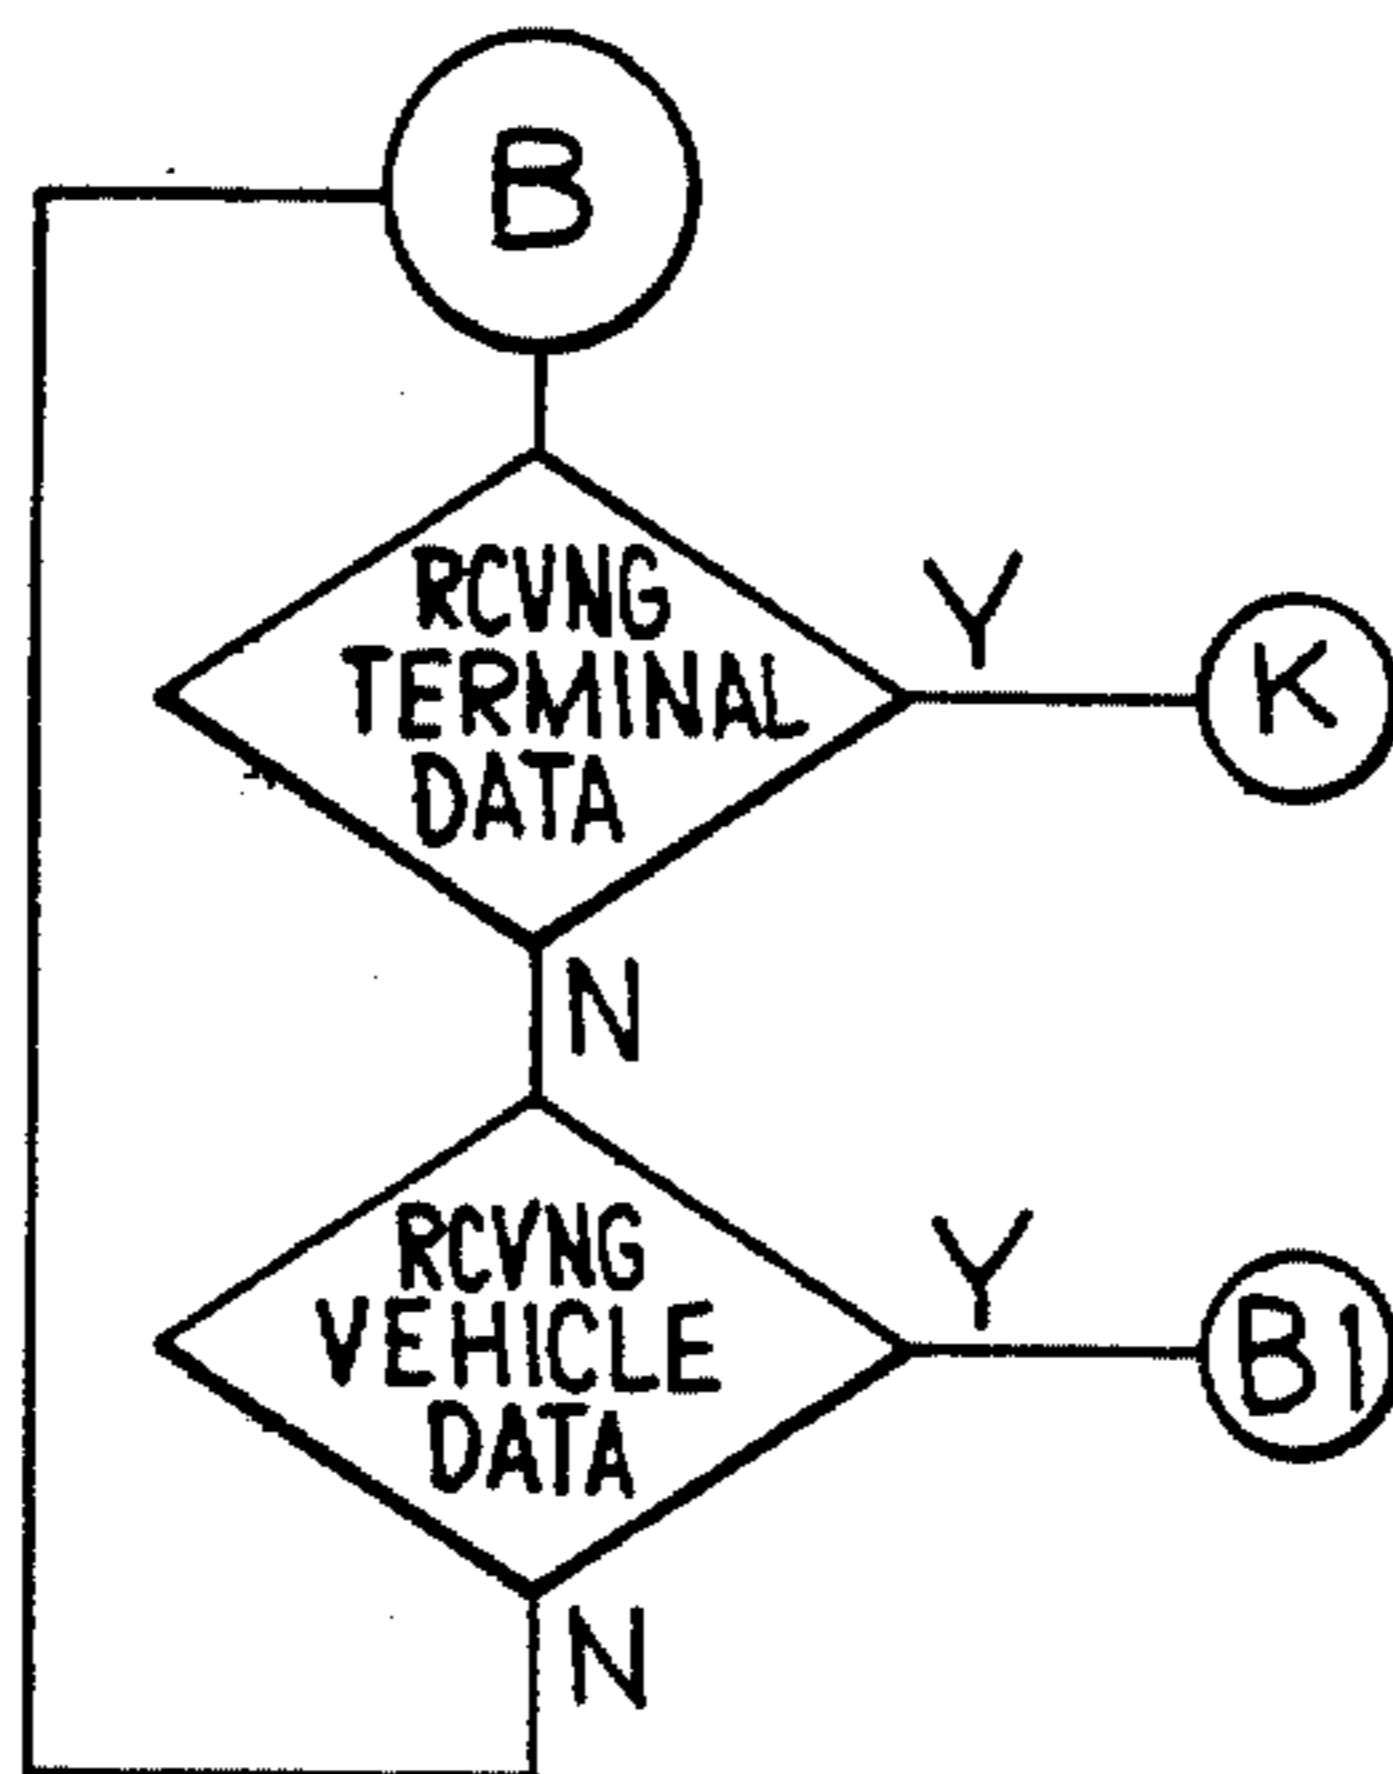 B
RCVNG
TERMINAL
DATA
Y
K
N
RCVNG
VEHICLE
DATA
Y
B1
N